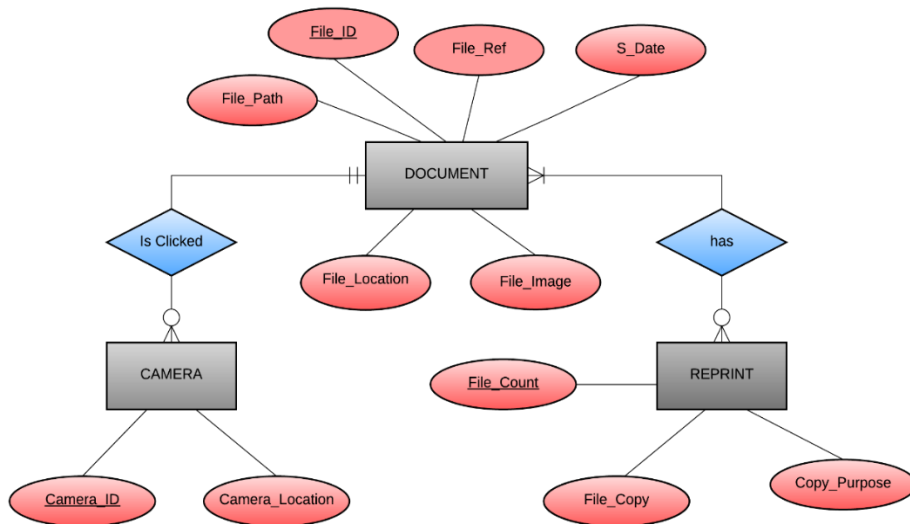 File_ID
File_Ref
S_Date
File_Path
DOCUMENT
Is Clicked
has
File_Location
File_Image
CAMERA
REPRINT
File_Count
Camera_ID
Camera_Location
File_Copy
Copy_Purpose